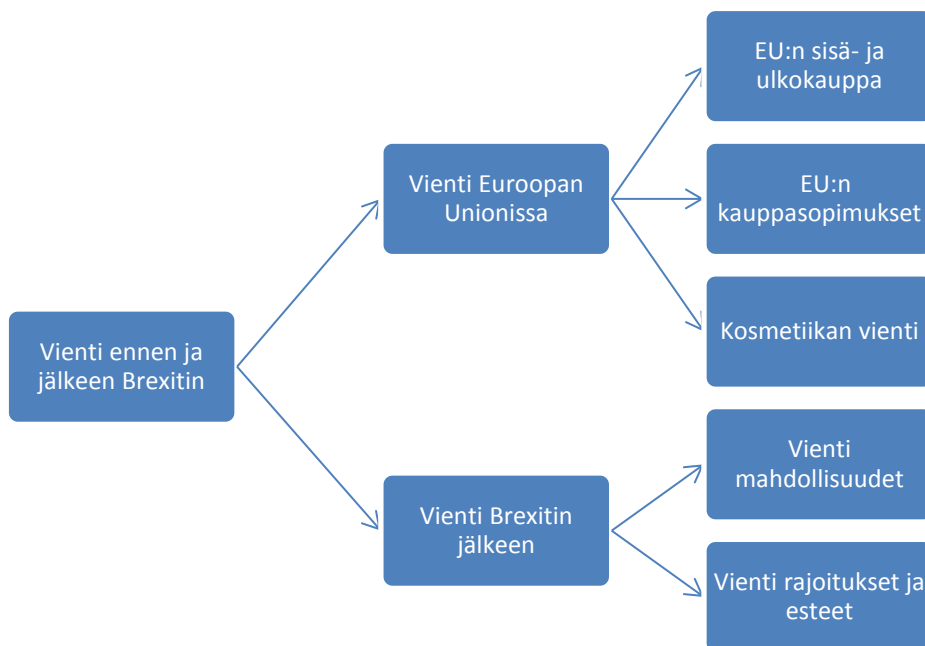 Vienti ennen ja
jälkeen Brexitin
Vienti Euroopan
Unionissa
EU:n sisä- ja
ulkokauppa
EU:n
kauppasopimukset
Kosmetiikan vienti
Vienti Brexitin
jälkeen
Vienti
mahdollisuudet
Vienti rajoitukset ja
esteet